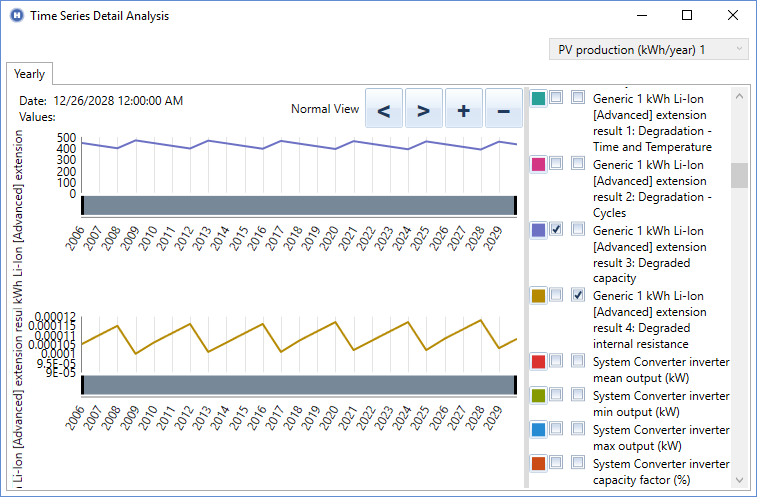 H Time Series Detail Analysis
PV production (kWh/year) 1
Yearly
Date: 12/26/2028 12:00:00 AM
Values:
Normal View < > + −
500
400
300
200
100
0
2006 2007 2008 2009 2010 2011 2012 2013 2014 2015 2016 2017 2018 2019 2020 2021 2022 2023 2024 2025 2026 2027 2028 2029
kWh Li-Ion [Advanced] extension
0.00012
0.000115
0.00011
0.000105
0.0001
9.5E-05
9E-05
2006 2007 2008 2009 2010 2011 2012 2013 2014 2015 2016 2017 2018 2019 2020 2021 2022 2023 2024 2025 2026 2027 2028 2029
Li-Ion [Advanced] extension resul
Generic 1 kWh Li-Ion
[Advanced] extension
result 1: Degradation -
Time and Temperature
Generic 1 kWh Li-Ion
[Advanced] extension
result 2: Degradation -
Cycles
Generic 1 kWh Li-Ion
[Advanced] extension
result 3: Degraded
capacity
Generic 1 kWh Li-Ion
[Advanced] extension
result 4: Degraded
internal resistance
System Converter inverter
mean output (kW)
System Converter inverter
min output (kW)
System Converter inverter
max output (kW)
System Converter inverter
capacity factor (%)